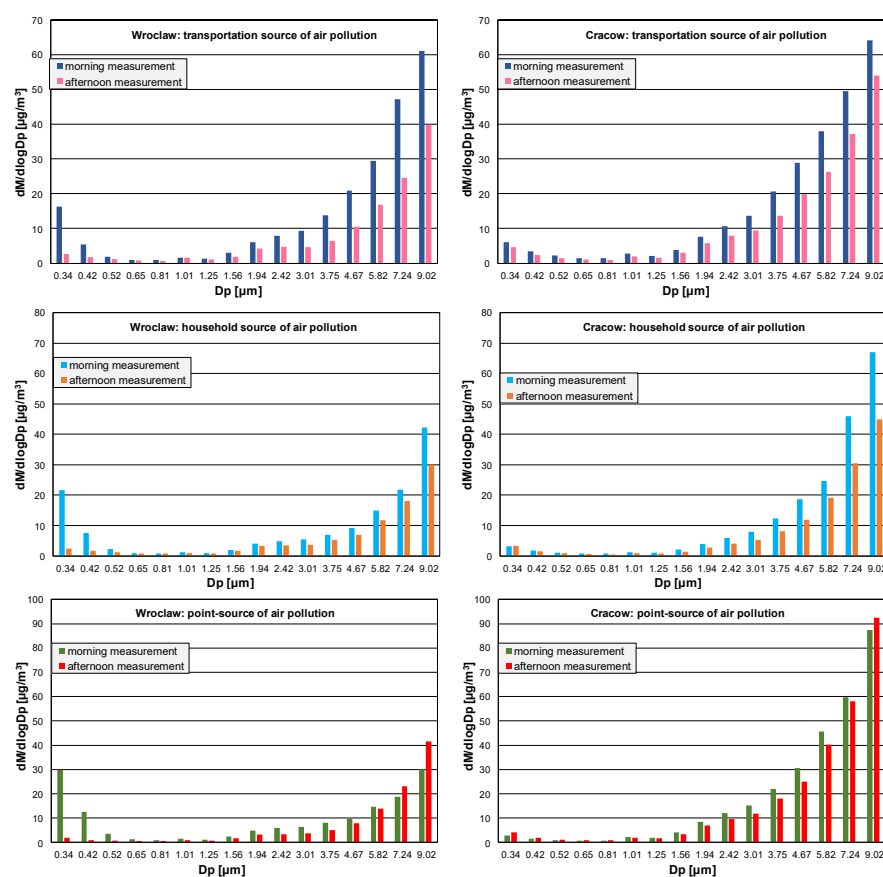 Wroclaw: transportation source of air pollution
morning measurement
afternoon measurement
dM/dlogDp [µg/m³]
70
60
50
40
30
20
10
0
0.34 0.42 0.52 0.65 0.81 1.01 1.25 1.56 1.94 2.42 3.01 3.75 4.67 5.82 7.24 9.02
Dp [µm]
Cracow: transportation source of air pollution
morning measurement
afternoon measurement
dM/dlogDp [µg/m³]
70
60
50
40
30
20
10
0
0.34 0.42 0.52 0.65 0.81 1.01 1.25 1.56 1.94 2.42 3.01 3.75 4.67 5.82 7.24 9.02
Dp [µm]
Wroclaw: household source of air pollution
morning measurement
afternoon measurement
dM/dlogDp [µg/m³]
80
70
60
50
40
30
20
10
0
0.34 0.42 0.52 0.65 0.81 1.01 1.25 1.56 1.94 2.42 3.01 3.75 4.67 5.82 7.24 9.02
Dp [µm]
Cracow: household source of air pollution
morning measurement
afternoon measurement
dM/dlogDp [µg/m³]
80
70
60
50
40
30
20
10
0
0.34 0.42 0.52 0.65 0.81 1.01 1.25 1.56 1.94 2.42 3.01 3.75 4.67 5.82 7.24 9.02
Dp [µm]
Wroclaw: point-source of air pollution
morning measurement
afternoon measurement
dM/dlogDp [µg/m³]
100
90
80
70
60
50
40
30
20
10
0
0.34 0.42 0.52 0.65 0.81 1.01 1.25 1.56 1.94 2.42 3.01 3.75 4.67 5.82 7.24 9.02
Dp [µm]
Cracow: point-source of air pollution
morning measurement
afternoon measurement
dM/dlogDp [µg/m³]
100
90
80
70
60
50
40
30
20
10
0
0.34 0.42 0.52 0.65 0.81 1.01 1.25 1.56 1.94 2.42 3.01 3.75 4.67 5.82 7.24 9.02
Dp [µm]